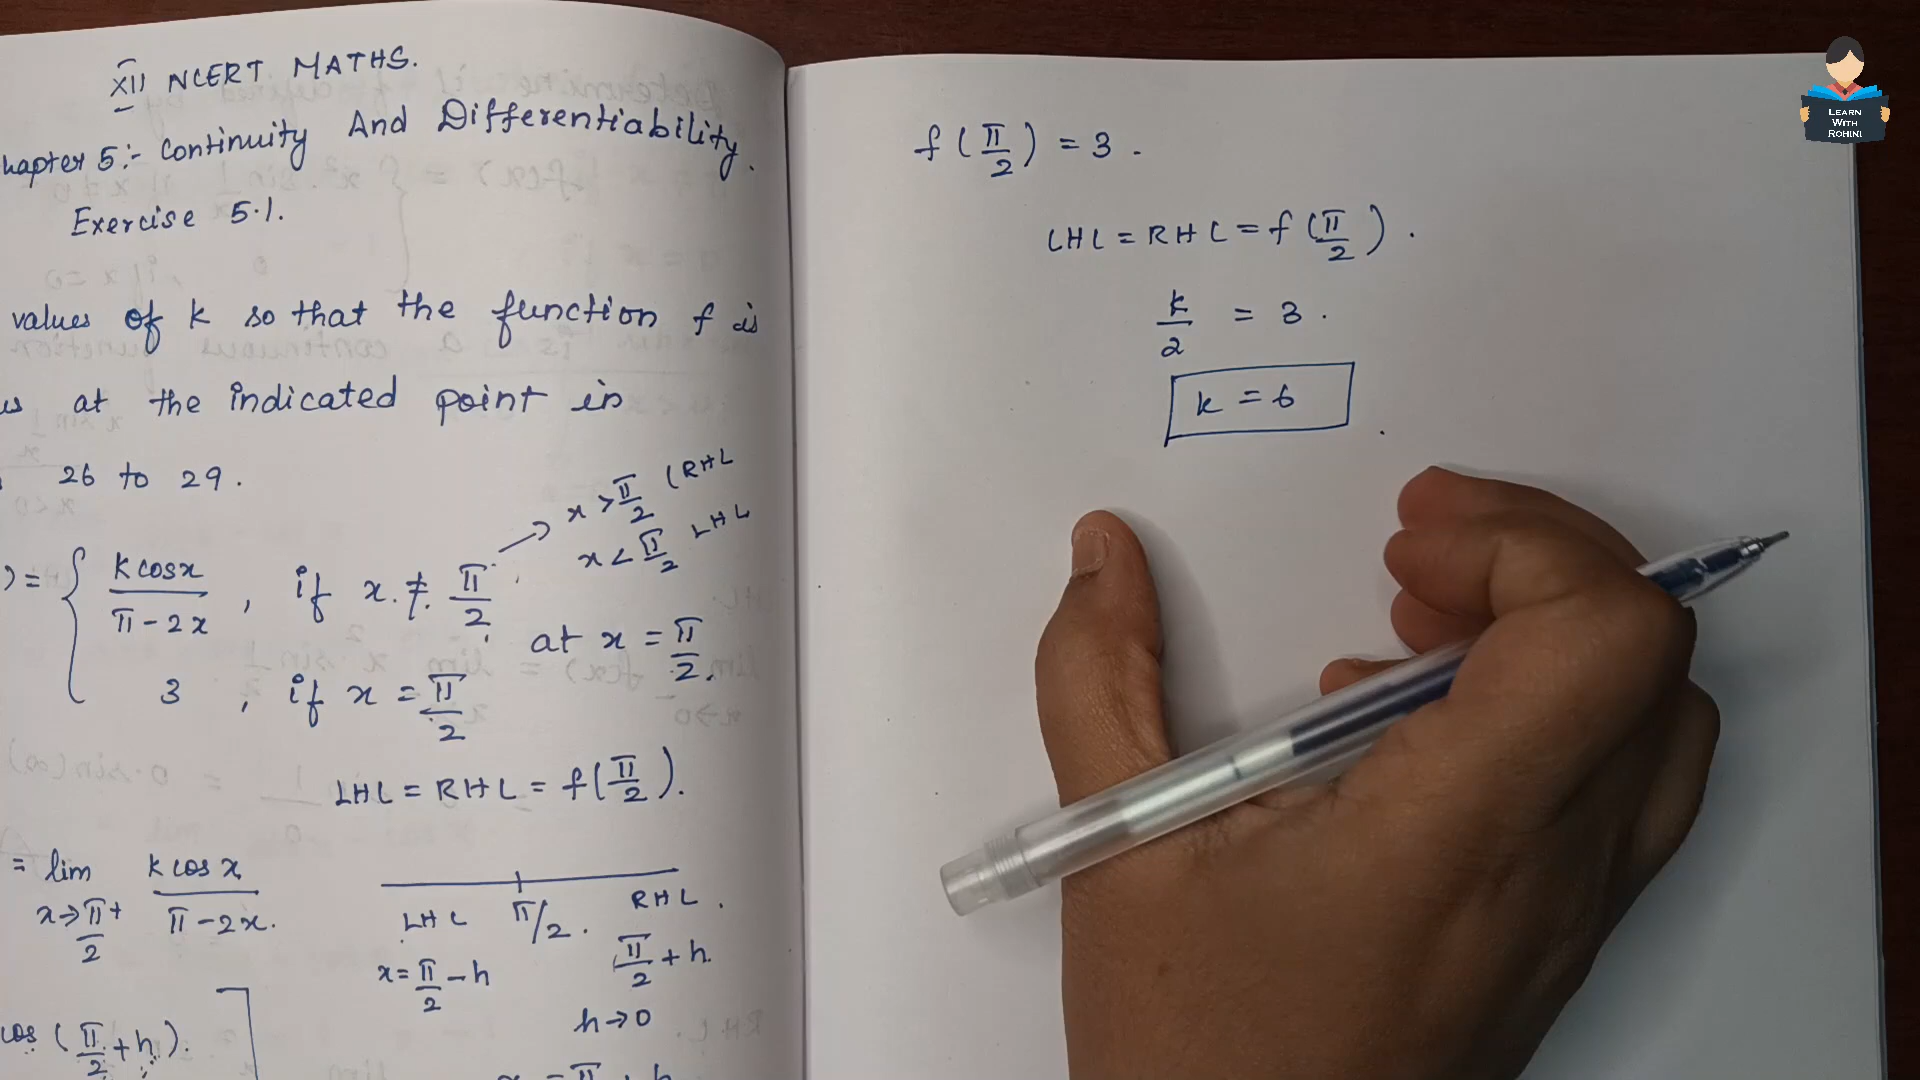 XII NCERT MATHS.
hapter 5:- Continuity And Differentiability.
Exercise 5.1.
values of k so that the function f is
us at the indicated point in
26 to 29.
x > π/2 (RHL
x < π/2 LHL
) = { k cosx / π - 2x , if x ≠ π/2
at x = π/2.
3 , if x = π/2
LHL = RHL = f(π/2).
= lim x→π/2+ k cos x / π - 2x.
LHL π/2. RHL.
x = π/2 - h π/2 + h.
h→0
cos (π/2 + h).
f(π/2) = 3.
LHL = RHL = f(π/2).
k/2 = 3.
k = 6
LEARN
WITH
ROHINI